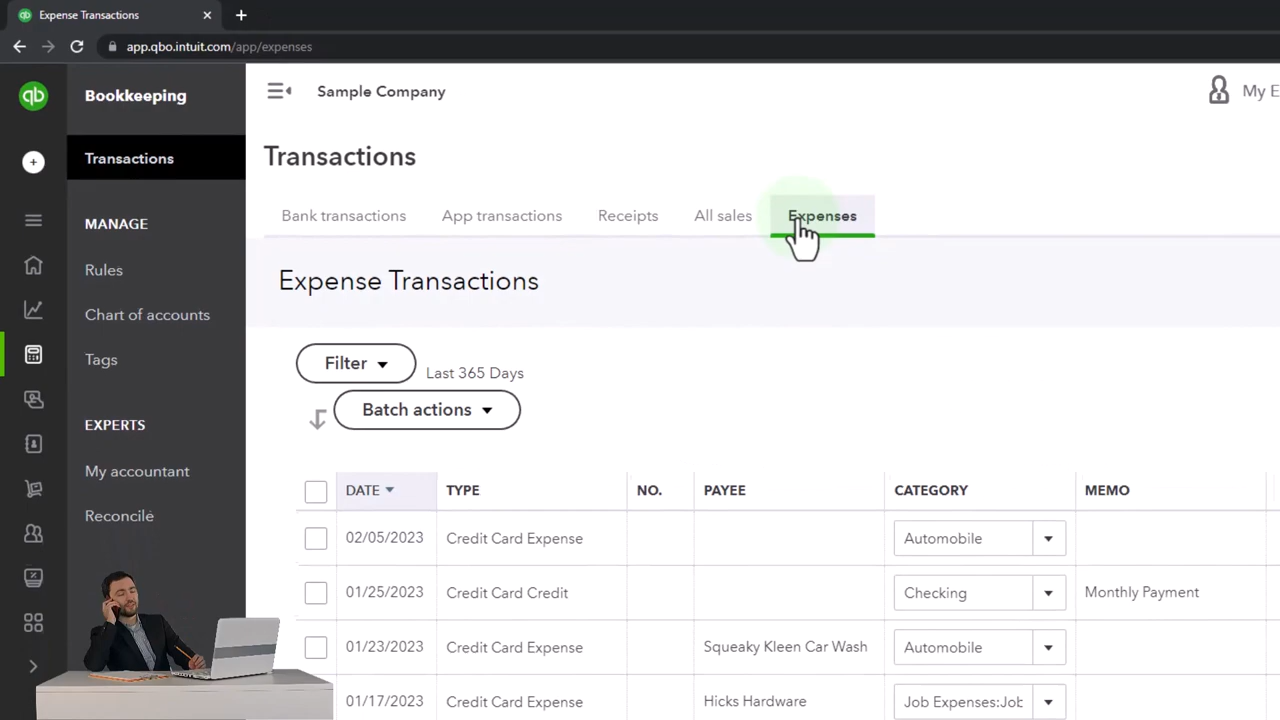 Expense Transactions
app.qbo.intuit.com/app/expenses
qb
Bookkeeping
Sample Company
My E
Transactions
Transactions
MANAGE
Bank transactions App transactions Receipts All sales Expenses
Rules
Expense Transactions
Chart of accounts
Tags
Filter
Last 365 Days
Batch actions
EXPERTS
My accountant
Reconcile
DATE TYPE NO. PAYEE CATEGORY MEMO
02/05/2023 Credit Card Expense Automobile
01/25/2023 Credit Card Credit Checking Monthly Payment
01/23/2023 Credit Card Expense Squeaky Kleen Car Wash Automobile
01/17/2023 Credit Card Expense Hicks Hardware Job Expenses:Job